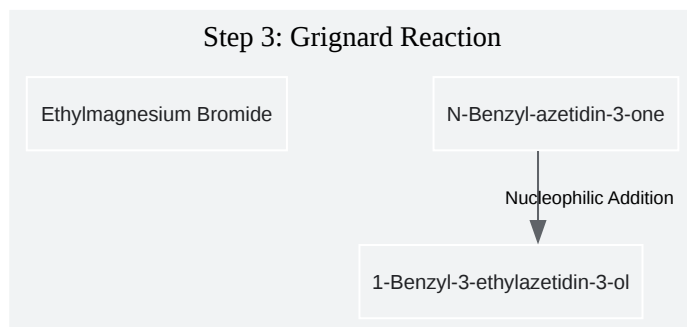 Step 3: Grignard Reaction
Ethylmagnesium Bromide
N-Benzyl-azetidin-3-one
Nucleophilic Addition
1-Benzyl-3-ethylazetidin-3-ol